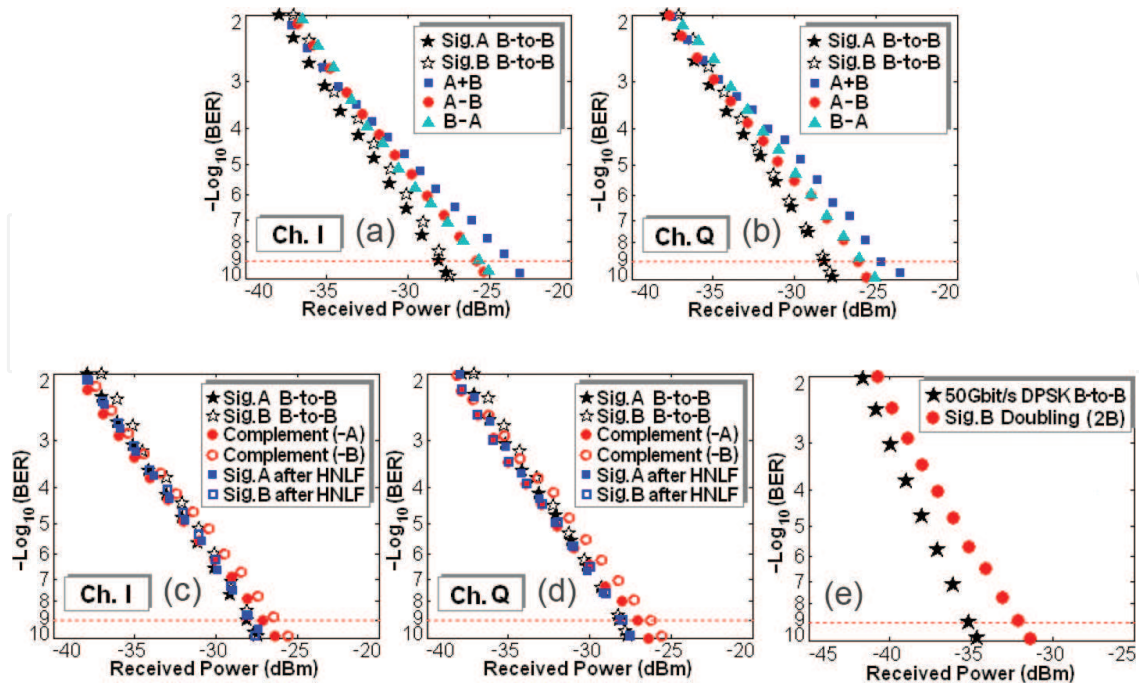 −Log10 (BER)
2
3
4
5
6
7
8
9
10
★ Sig.A B-to-B
☆ Sig.B B-to-B
A+B
A−B
B−A
Ch. I
(a)
-40 -35 -30 -25 -20
Received Power (dBm)
−Log10 (BER)
2
3
4
5
6
7
8
9
10
★ Sig.A B-to-B
☆ Sig.B B-to-B
A+B
A−B
B−A
Ch. Q
(b)
-40 -35 -30 -25 -20
Received Power (dBm)
−Log10 (BER)
2
3
4
5
6
7
8
9
10
★ Sig.A B-to-B
☆ Sig.B B-to-B
Complement (-A)
Complement (-B)
Sig.A after HNLF
Sig.B after HNLF
Ch. I
(c)
-40 -35 -30 -25 -20
Received Power (dBm)
−Log10 (BER)
2
3
4
5
6
7
8
9
10
★ Sig.A B-to-B
☆ Sig.B B-to-B
Complement (-A)
Complement (-B)
Sig.A after HNLF
Sig.B after HNLF
Ch. Q
(d)
-40 -35 -30 -25 -20
Received Power (dBm)
−Log10 (BER)
2
3
4
5
6
7
8
9
10
★ 50Gbit/s DPSK B-to-B
Sig.B Doubling (2B)
(e)
-45 -40 -35 -30 -25
Received Power (dBm)